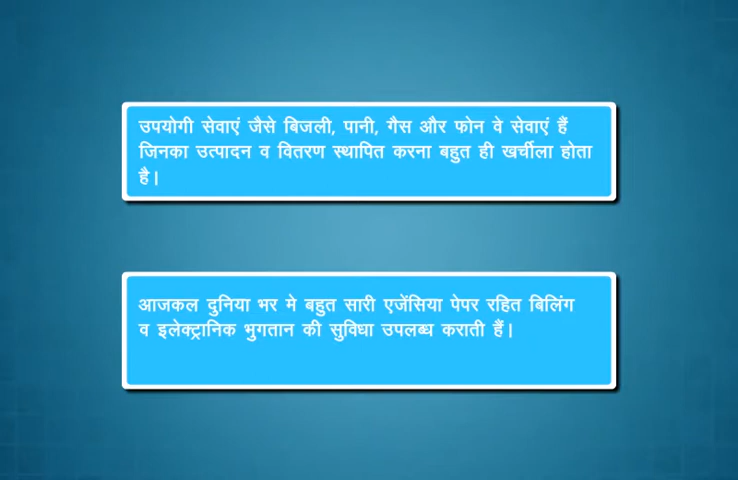 उपयोगी सेवाएं जैसे बिजली, पानी, गैस और फोन वे सेवाएं हैं
जिनका उत्पादन व वितरण स्थापित करना बहुत ही खर्चीला होता
है।
आजकल दुनिया भर मे बहुत सारी एजेंसिया पेपर रहित बिलिंग
व इलेक्ट्रानिक भुगतान की सुविधा उपलब्ध कराती हैं।